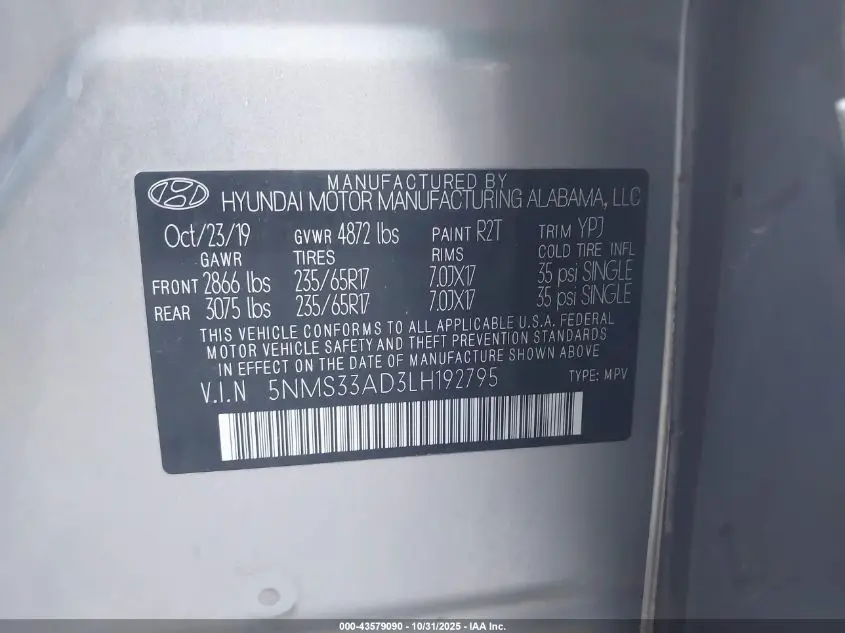 MANUFACTURED BY
HYUNDAI MOTOR MANUFACTURING ALABAMA, LLC
Oct/23/19 GVWR 4872 lbs PAINT R2T TRIM YPJ
GAWR TIRES RIMS COLD TIRE INFL
FRONT 2866 lbs 235/65R17 7.0JX17 35 psi SINGLE
REAR 3075 lbs 235/65R17 7.0JX17 35 psi SINGLE
THIS VEHICLE CONFORMS TO ALL APPLICABLE U.S.A. FEDERAL
MOTOR VEHICLE SAFETY AND THEFT PREVENTION STANDARDS
IN EFFECT ON THE DATE OF MANUFACTURE SHOWN ABOVE
V.I.N 5NMS33AD3LH192795 TYPE: MPV
000-43579090 - 10/31/2025 - IAA Inc.